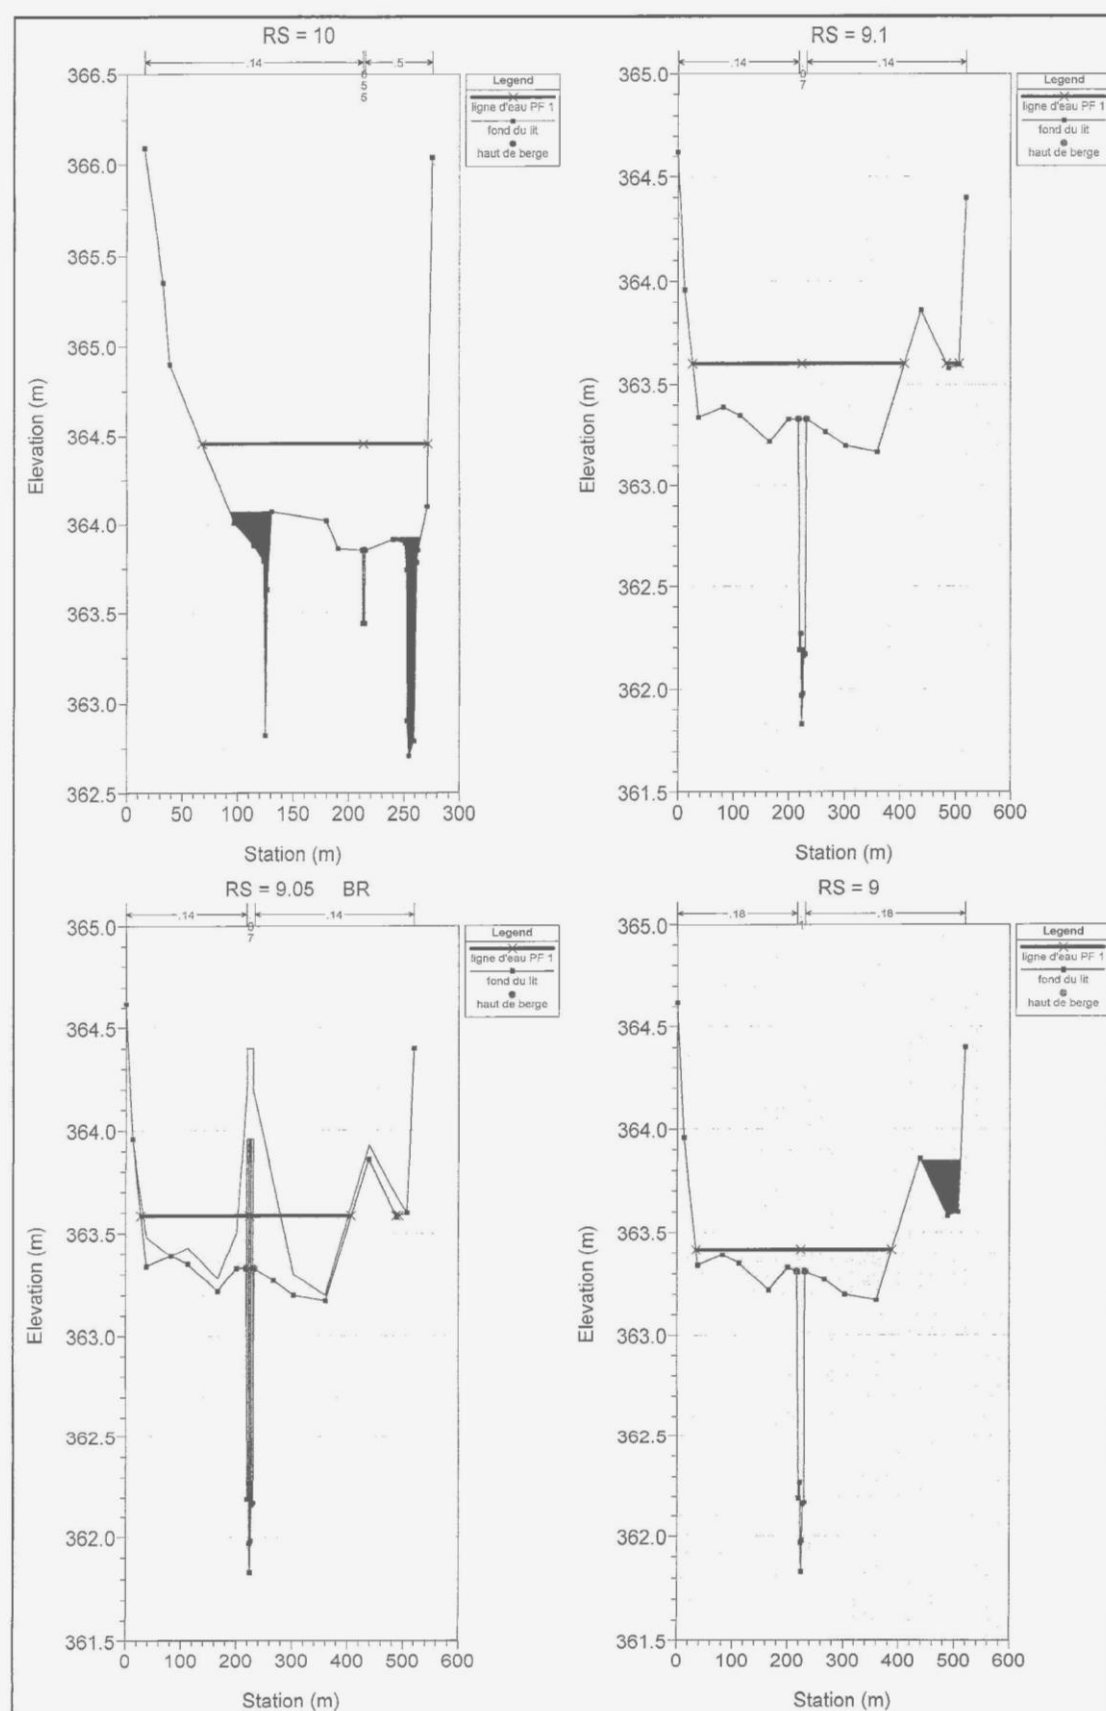 RS = 10
.14
.5
0
5
5
Legend
ligne d'eau PF 1
fond du lit
haut de berge
366.5
366.0
365.5
365.0
364.5
364.0
363.5
363.0
362.5
Elevation (m)
0 50 100 150 200 250 300
Station (m)
RS = 9.1
.14
.14
7
Legend
ligne d'eau PF 1
fond du lit
haut de berge
365.0
364.5
364.0
363.5
363.0
362.5
362.0
361.5
Elevation (m)
0 100 200 300 400 500 600
Station (m)
RS = 9.05 BR
.14
.14
7
Legend
ligne d'eau PF 1
fond du lit
haut de berge
365.0
364.5
364.0
363.5
363.0
362.5
362.0
361.5
Elevation (m)
0 100 200 300 400 500 600
Station (m)
RS = 9
.18
.18
Legend
ligne d'eau PF 1
fond du lit
haut de berge
365.0
364.5
364.0
363.5
363.0
362.5
362.0
361.5
Elevation (m)
0 100 200 300 400 500 600
Station (m)